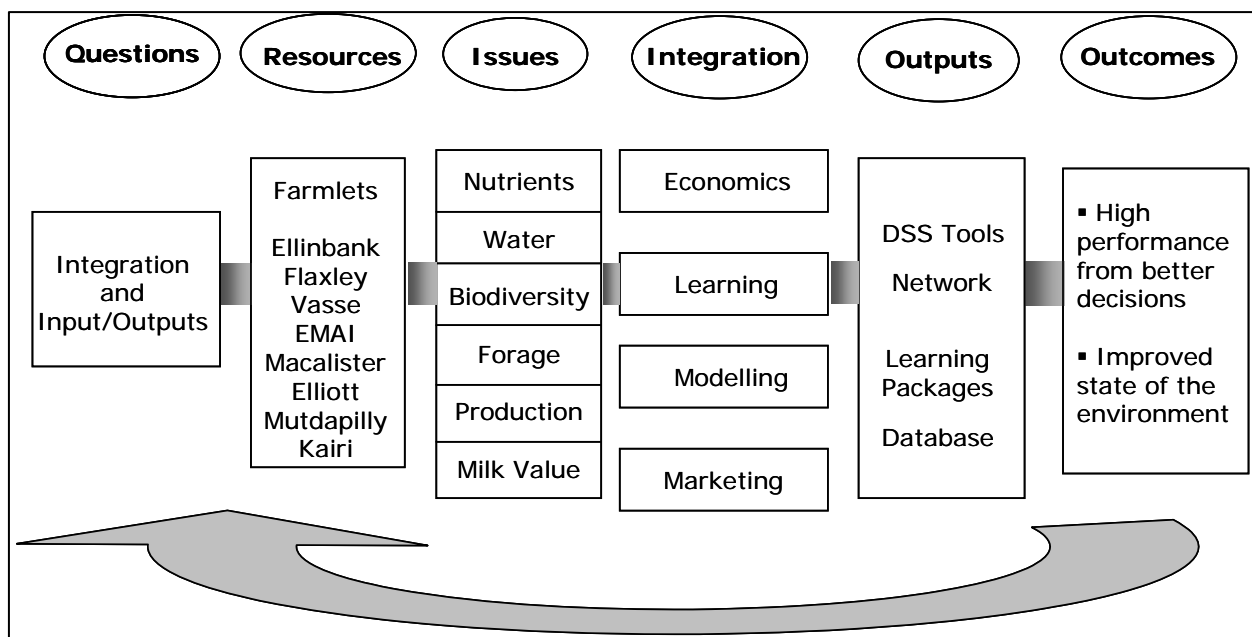 Questions
Resources
Issues
Integration
Outputs
Outcomes
Integration
and
Input/Outputs
Farmlets
Ellinbank
Flaxley
Vasse
EMAI
Macalister
Elliott
Mutdapilly
Kairi
Nutrients
Water
Biodiversity
Forage
Production
Milk Value
Economics
Learning
Modelling
Marketing
DSS Tools
Network
Learning
Packages
Database
▪ High
performance
from better
decisions
▪ Improved
state of the
environment